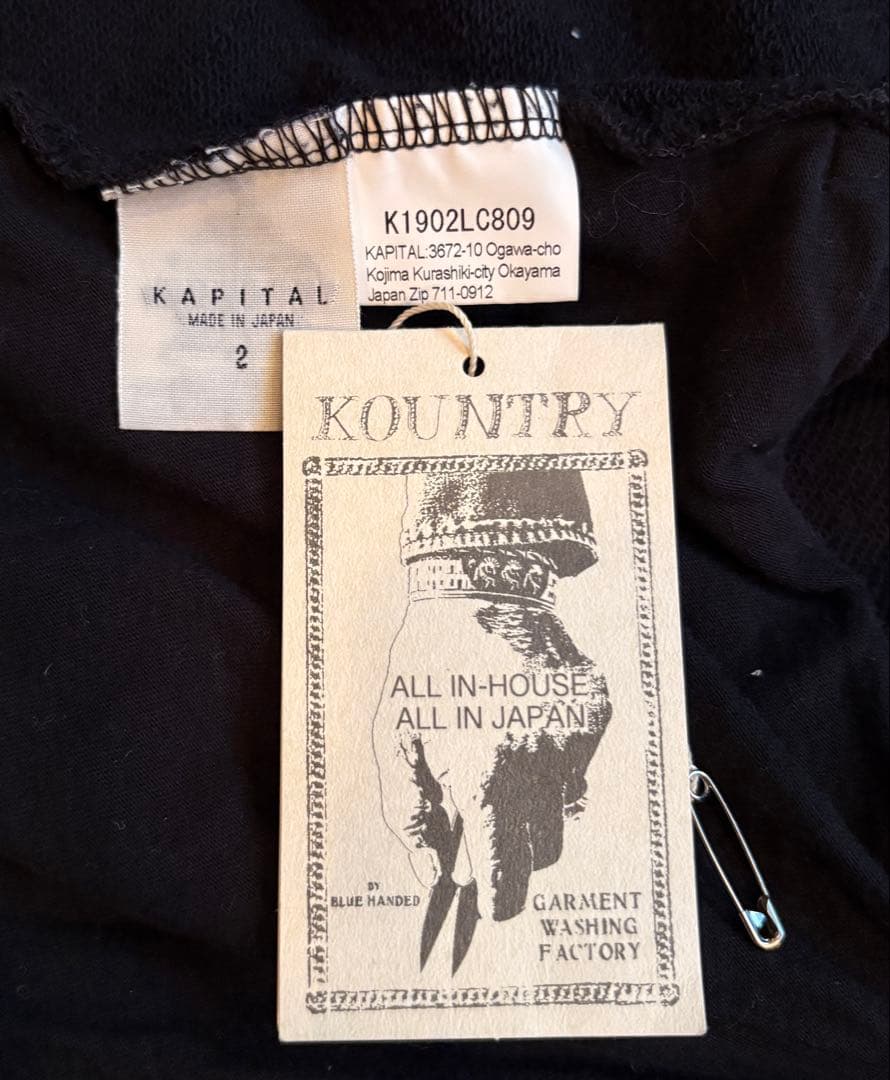 K1902LC809
KAPITAL:3672-10 Ogawa-cho
Kojima Kurashiki-city Okayama
Japan Zip 711-0912
KAPITAL
MADE IN JAPAN
2
KOUNTRY
ALL IN-HOUSE,
ALL IN JAPAN
BY
BLUE HANDED
GARMENT
WASHING
FACTORY